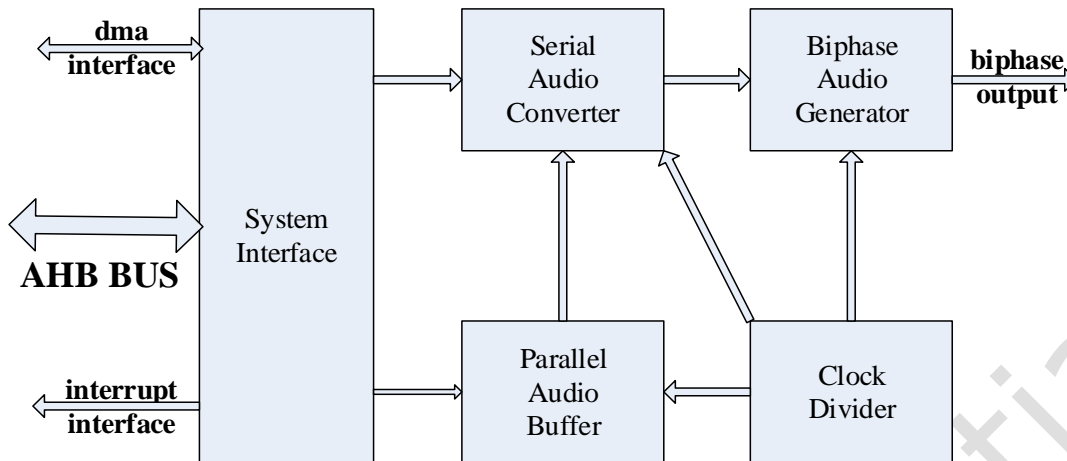 dma
interface
AHB BUS
interrupt
interface
System
Interface
Serial
Audio
Converter
Biphase
Audio
Generator
biphase
output
Parallel
Audio
Buffer
Clock
Divider